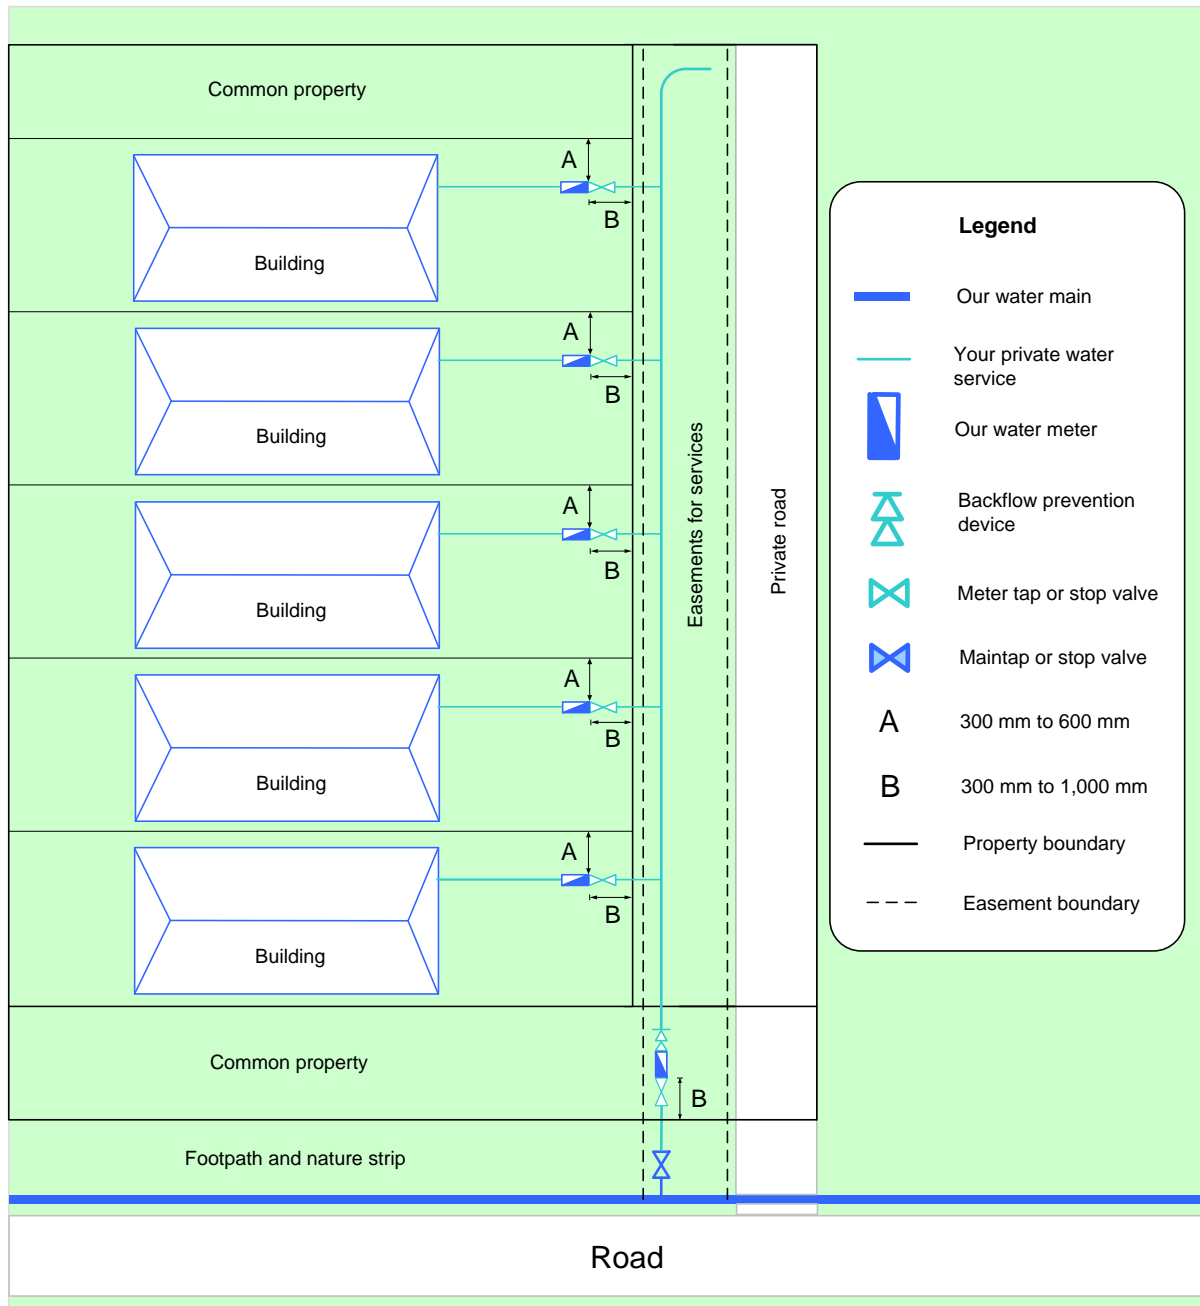 Common property
A
B
Building
A
B
Building
A
B
Building
A
B
Building
A
B
Building
Easements for services
Private road
Common property
B
Footpath and nature strip
Road
Legend
Our water main
Your private water
service
Our water meter
Backflow prevention
device
Meter tap or stop valve
Maintap or stop valve
A 300 mm to 600 mm
B 300 mm to 1,000 mm
Property boundary
Easement boundary